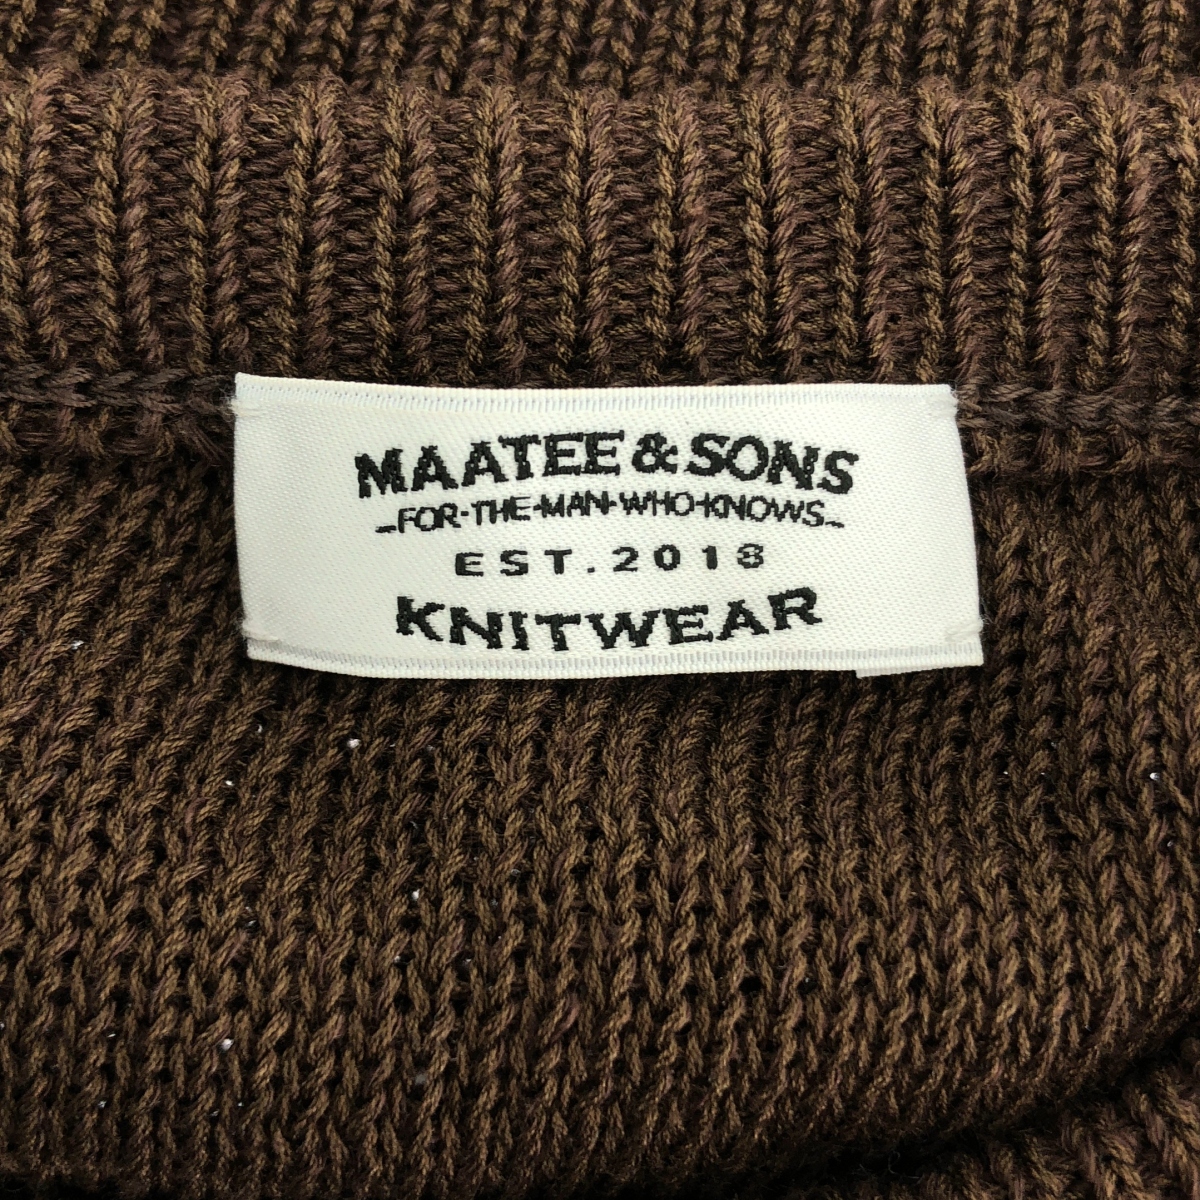 MAATEE & SONS
FOR-THE-MAN-WHO-KNOWS
EST.2018
KNITWEAR